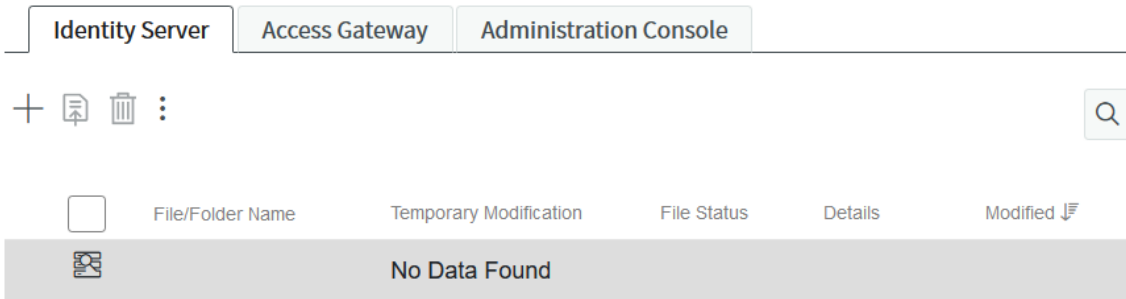 Identity Server Access Gateway Administration Console
File/Folder Name Temporary Modification File Status Details Modified
No Data Found